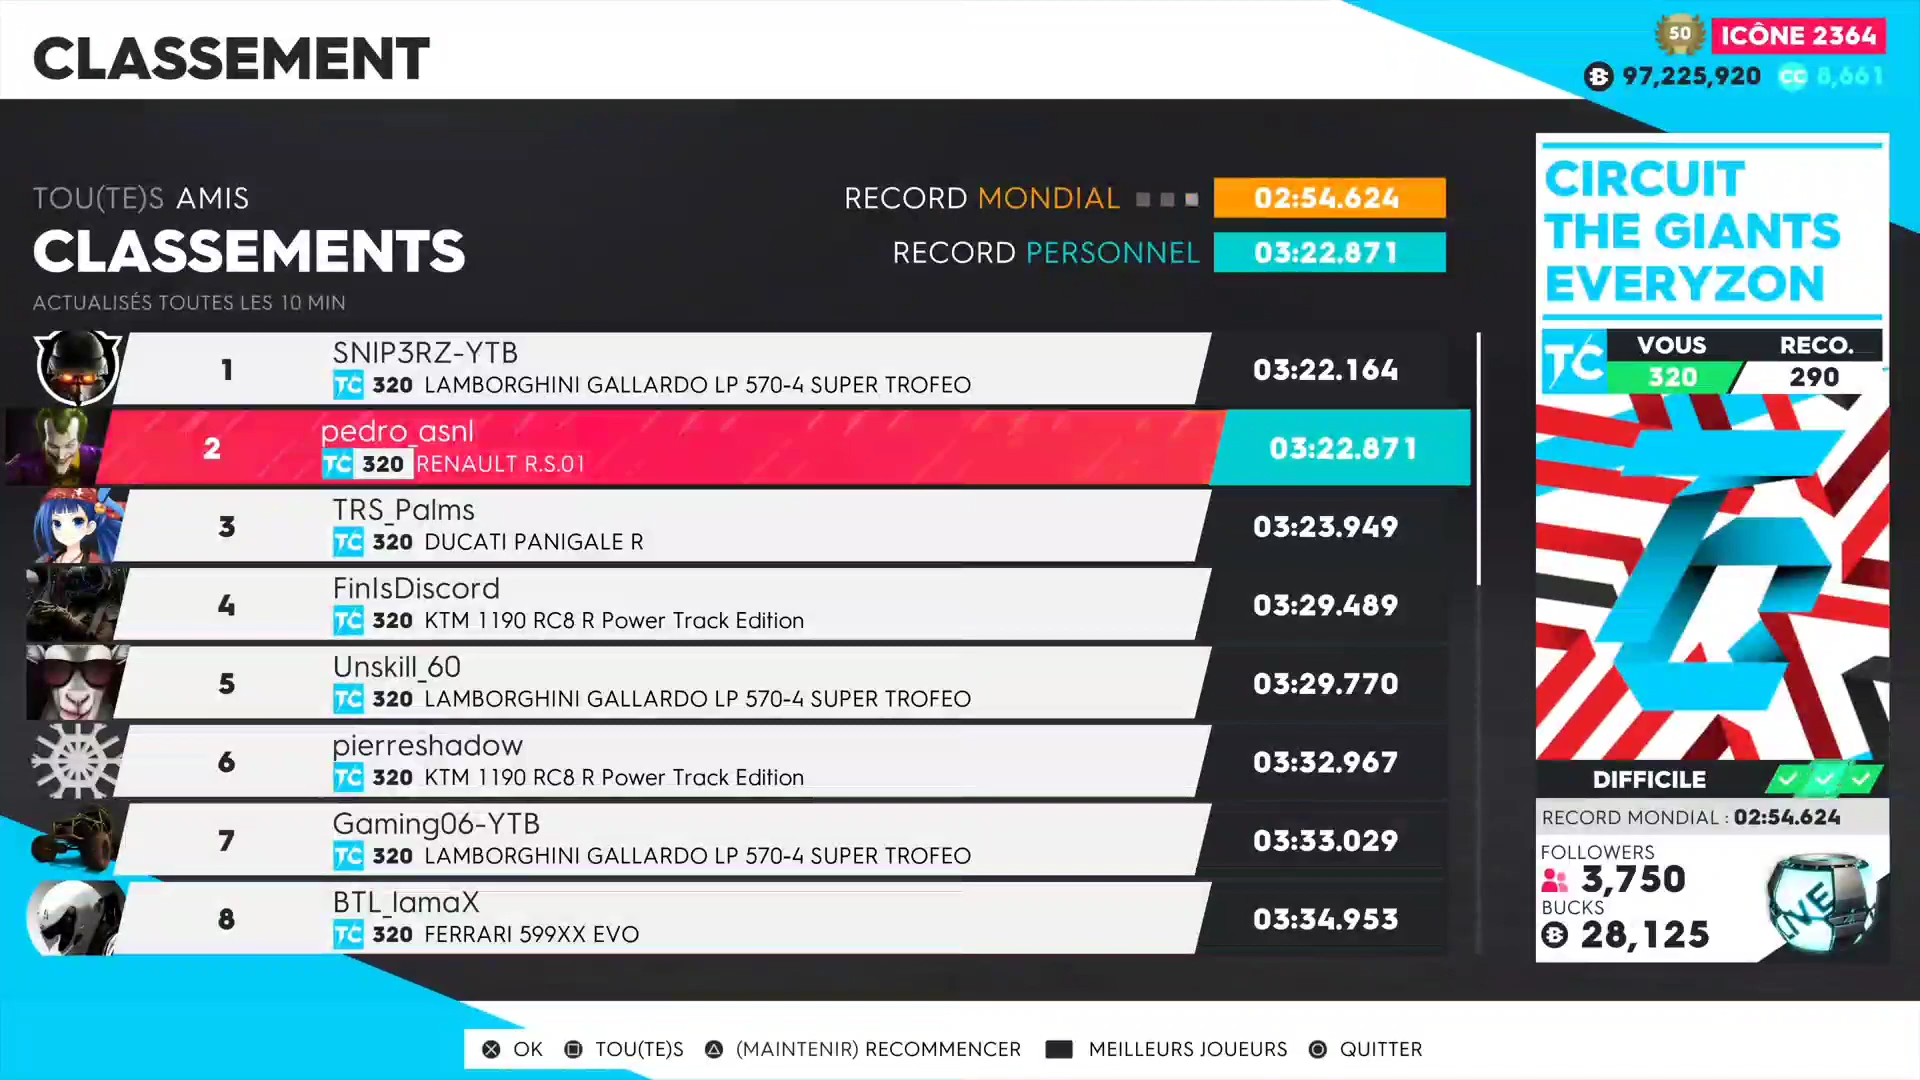 CLASSEMENT
50 ICÔNE 2364
97,225,920 CC 8,661
TOU(TE)S AMIS
CLASSEMENTS
ACTUALISÉS TOUTES LES 10 MIN
RECORD MONDIAL 02:54.624
RECORD PERSONNEL 03:22.871
1 SNIP3RZ-YTB 03:22.164
TC 320 LAMBORGHINI GALLARDO LP 570-4 SUPER TROFEO
2 pedro_asnl 03:22.871
TC 320 RENAULT R.S.01
3 TRS_Palms 03:23.949
TC 320 DUCATI PANIGALE R
4 FinIsDiscord 03:29.489
TC 320 KTM 1190 RC8 R Power Track Edition
5 Unskill_60 03:29.770
TC 320 LAMBORGHINI GALLARDO LP 570-4 SUPER TROFEO
6 pierreshadow 03:32.967
TC 320 KTM 1190 RC8 R Power Track Edition
7 Gaming06-YTB 03:33.029
TC 320 LAMBORGHINI GALLARDO LP 570-4 SUPER TROFEO
8 BTL_lamaX 03:34.953
TC 320 FERRARI 599XX EVO
CIRCUIT
THE GIANTS
EVERYZON
TC VOUS RECO.
320 290
TC
DIFFICILE
RECORD MONDIAL : 02:54.624
FOLLOWERS
3,750
BUCKS
28,125
LIVE
OK TOU(TE)S (MAINTENIR) RECOMMENCER MEILLEURS JOUEURS QUITTER